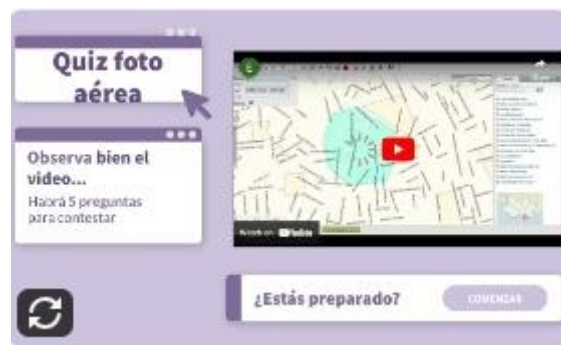 Quiz foto
aérea
Observa bien el
video...
Habrá 5 preguntas
para contestar
Watch on YouTube
¿Estás preparado?
COMENZAR